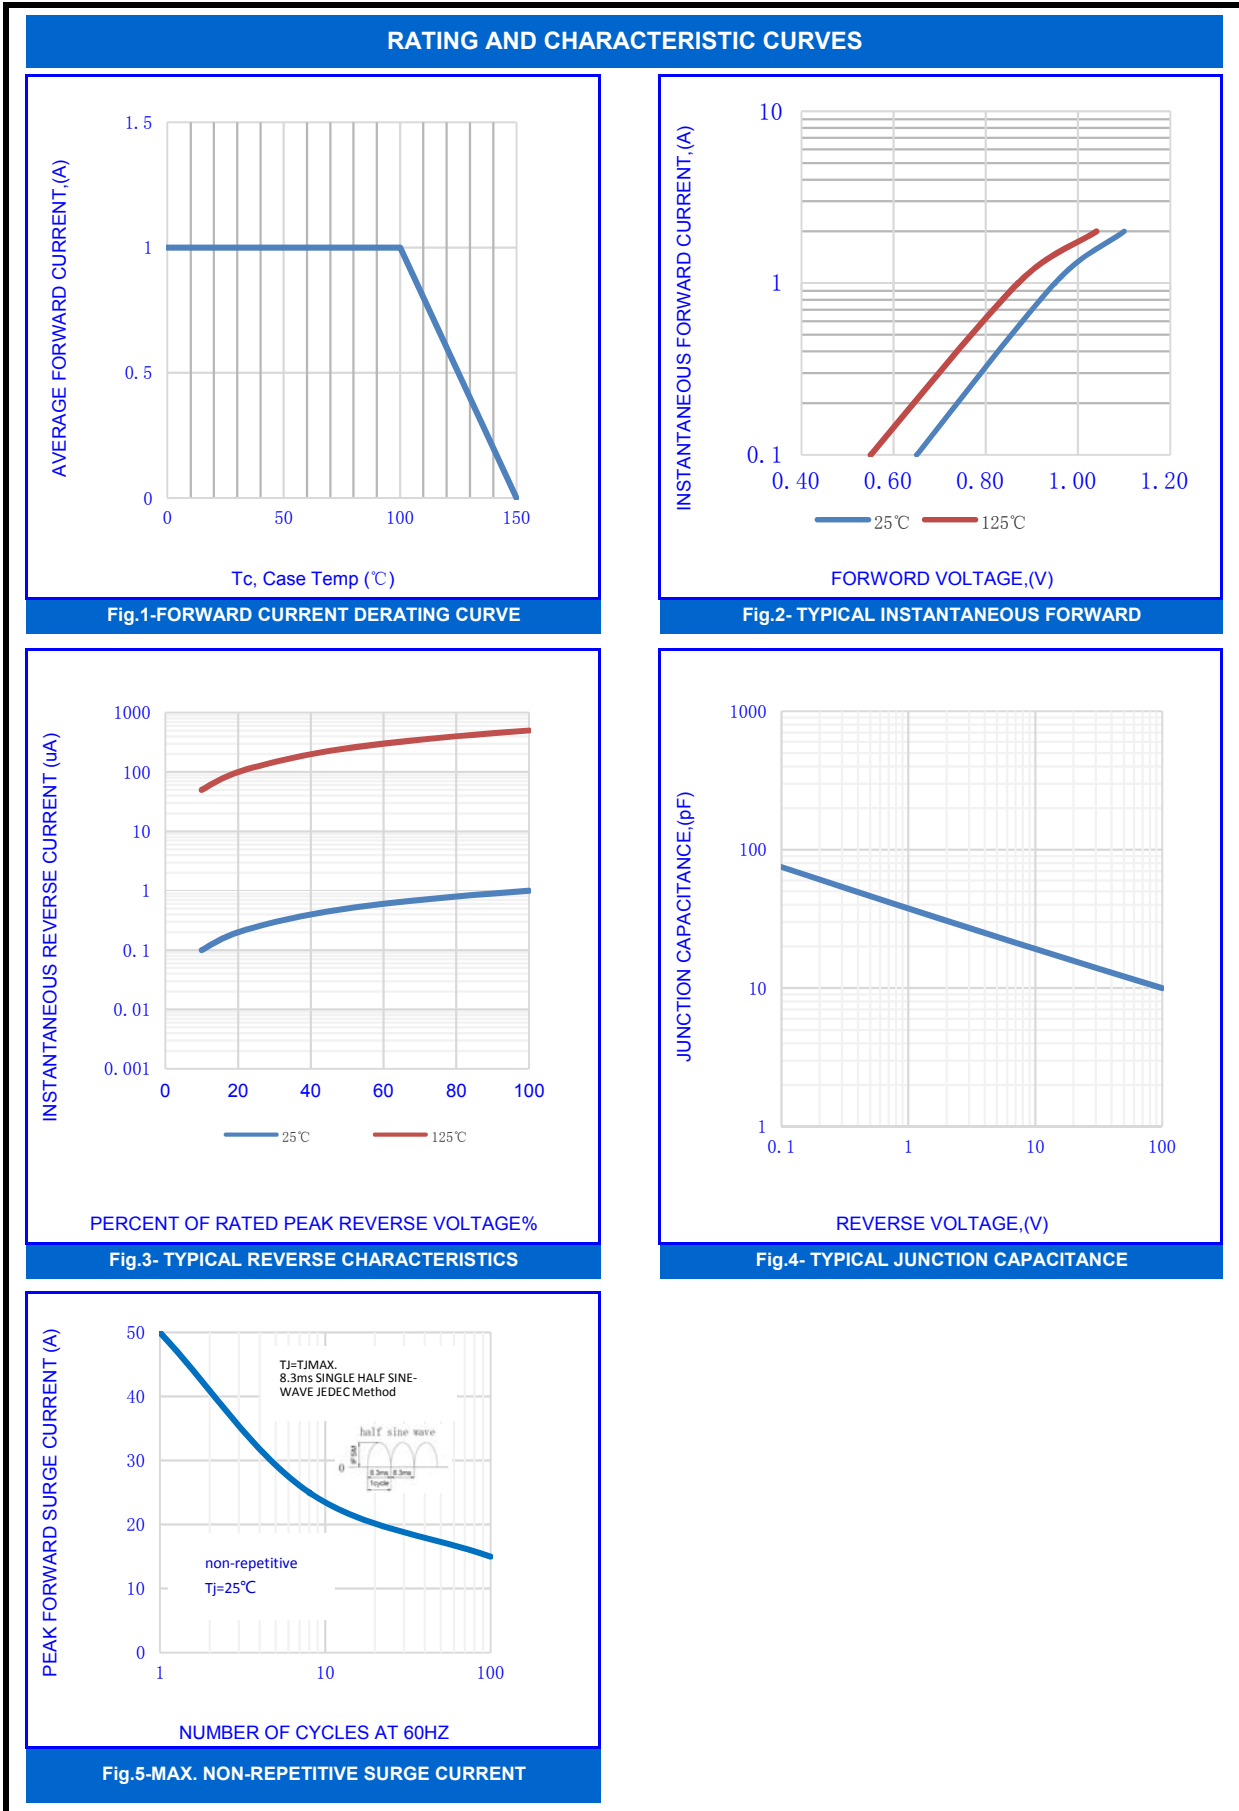 RATING AND CHARACTERISTIC CURVES
AVERAGE FORWARD CURRENT,(A)
1.5
1
0.5
0
0 50 100 150
Tc, Case Temp (℃)
Fig.1-FORWARD CURRENT DERATING CURVE
INSTANTANEOUS FORWARD CURRENT,(A)
10
1
0.1
0.40 0.60 0.80 1.00 1.20
25℃ 125℃
FORWORD VOLTAGE,(V)
Fig.2- TYPICAL INSTANTANEOUS FORWARD
INSTANTANEOUS REVERSE CURRENT (uA)
1000
100
10
1
0.1
0.01
0.001
0 20 40 60 80 100
25℃ 125℃
PERCENT OF RATED PEAK REVERSE VOLTAGE%
Fig.3- TYPICAL REVERSE CHARACTERISTICS
JUNCTION CAPACITANCE,(pF)
1000
100
10
1
0.1 1 10 100
REVERSE VOLTAGE,(V)
Fig.4- TYPICAL JUNCTION CAPACITANCE
PEAK FORWARD SURGE CURRENT (A)
50
40
30
20
10
0
TJ=TJMAX.
8.3ms SINGLE HALF SINE-
WAVE JEDEC Method
half sine wave
IFSM
0
8.3ms 8.3ms
1cycle
non-repetitive
Tj=25℃
1 10 100
NUMBER OF CYCLES AT 60HZ
Fig.5-MAX. NON-REPETITIVE SURGE CURRENT